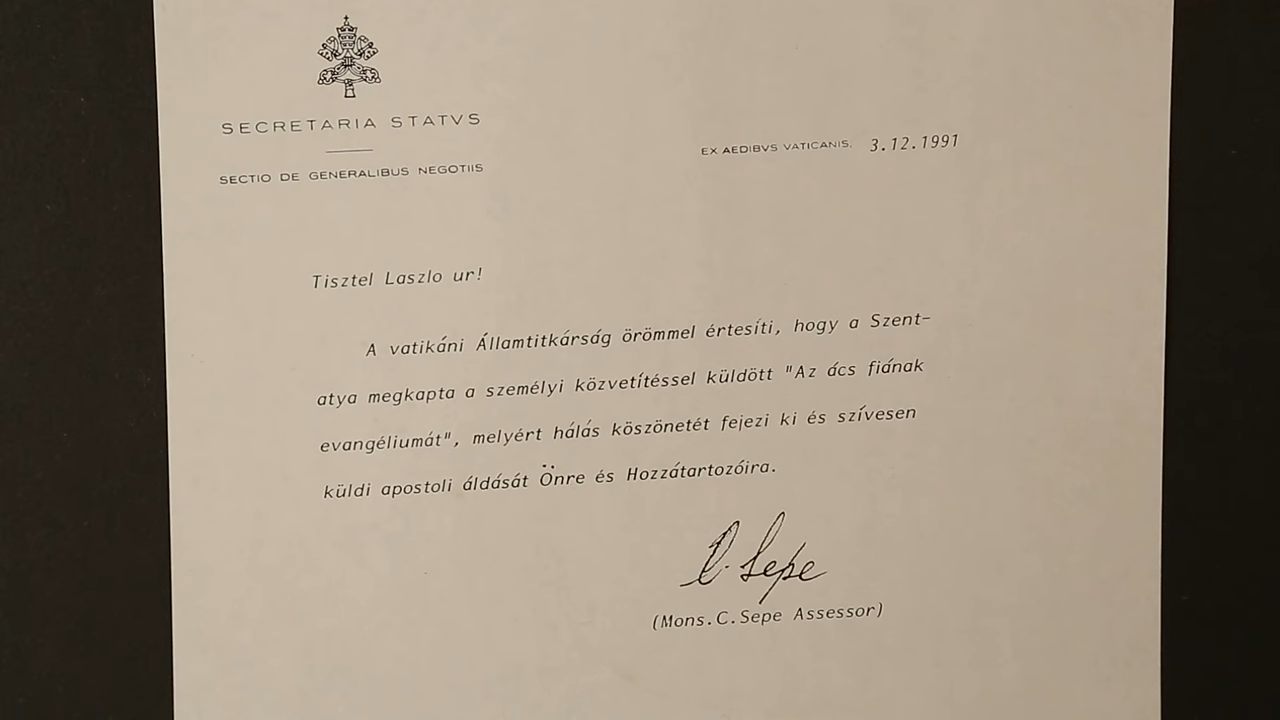 SECRETARIA STATVS
SECTIO DE GENERALIBUS NEGOTIIS
EX AEDIBVS VATICANIS, 3.12.1991
Tisztel Laszlo ur!
A vatikáni Államtitkárság örömmel értesíti, hogy a Szent-
atya megkapta a személyi közvetítéssel küldött "Az ács fiának
evangéliumát", melyért hálás köszönetét fejezi ki és szívesen
küldi apostoli áldását Önre és Hozzátartozóira.
C. Sepe
(Mons.C.Sepe Assessor)